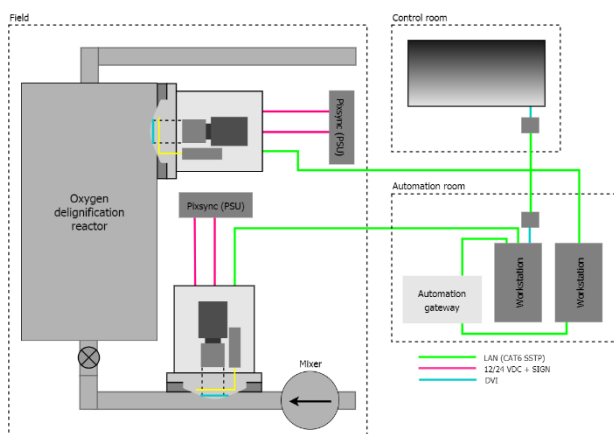 Field
Control room
Pixsync (PSU)
Oxygen
delignification
reactor
Pixsync (PSU)
Automation room
Workstation
Workstation
Automation
gateway
Mixer
LAN (CAT6 SSTP)
12/24 VDC + SIGN
DVI